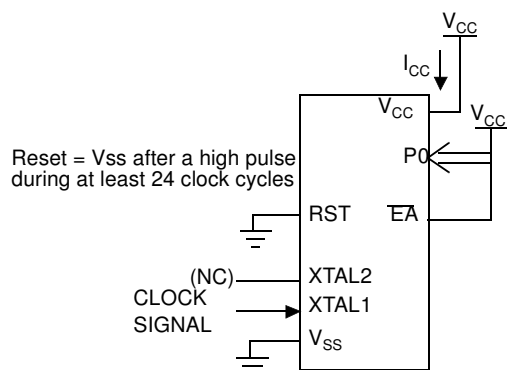 VCC
ICC
VCC
VCC
P0
Reset = Vss after a high pulse
during at least 24 clock cycles
RST
EA
(NC)
XTAL2
CLOCK
XTAL1
SIGNAL
VSS